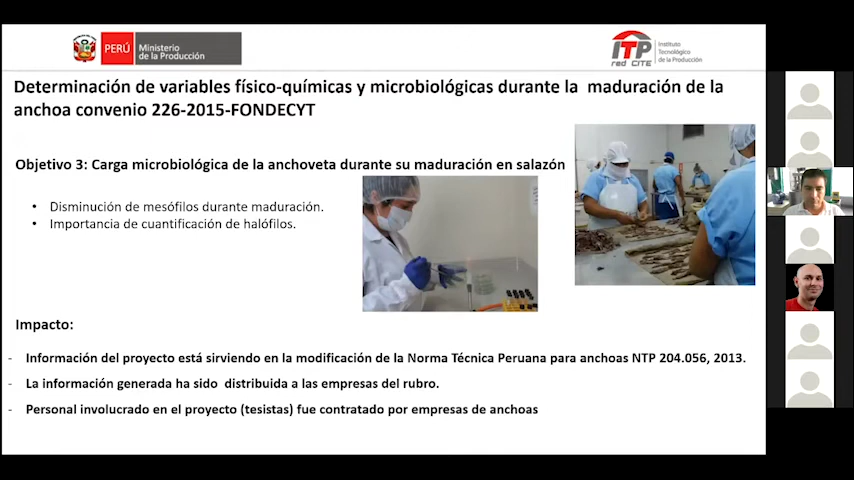 PERÚ
Ministerio
de la Producción
ITP
red CITE
Instituto
Tecnológico
de la Producción
Determinación de variables físico-químicas y microbiológicas durante la maduración de la
anchoa convenio 226-2015-FONDECYT
Objetivo 3: Carga microbiológica de la anchoveta durante su maduración en salazón
• Disminución de mesófilos durante maduración.
• Importancia de cuantificación de halófilos.
Impacto:
- Información del proyecto está sirviendo en la modificación de la Norma Técnica Peruana para anchoas NTP 204.056, 2013.
- La información generada ha sido distribuida a las empresas del rubro.
- Personal involucrado en el proyecto (tesistas) fue contratado por empresas de anchoas